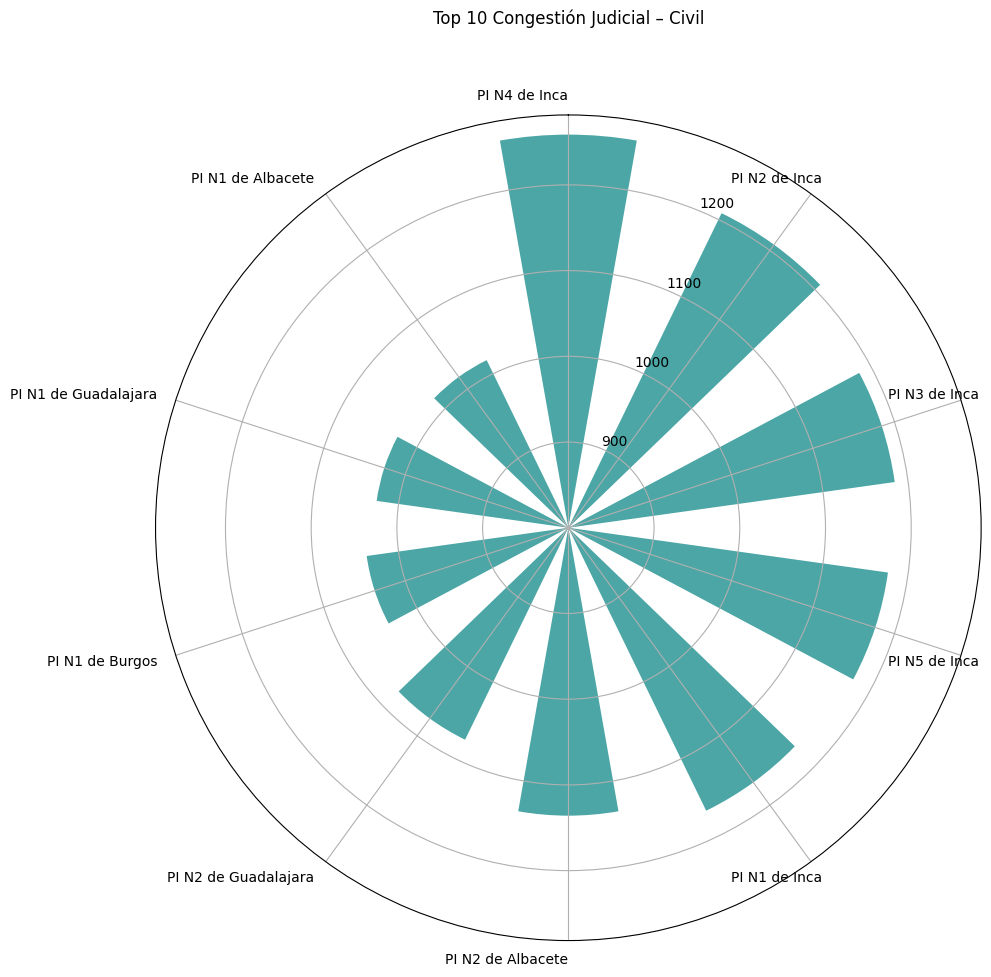 Top 10 Congestión Judicial – Civil
PI N4 de Inca
PI N1 de Albacete
PI N2 de Inca
1200
1100
1000
900
PI N1 de Guadalajara
PI N3 de Inca
PI N1 de Burgos
PI N5 de Inca
PI N2 de Guadalajara
PI N1 de Inca
PI N2 de Albacete